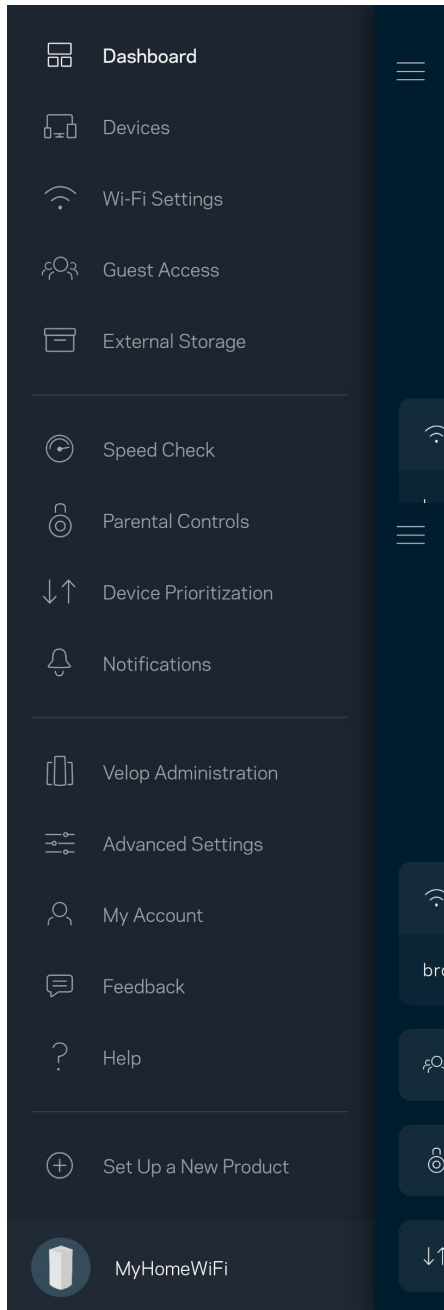 Dashboard
Devices
Wi-Fi Settings
Guest Access
External Storage
Speed Check
Parental Controls
Device Prioritization
Notifications
Velop Administration
Advanced Settings
My Account
Feedback
Help
Set Up a New Product
MyHomeWiFi